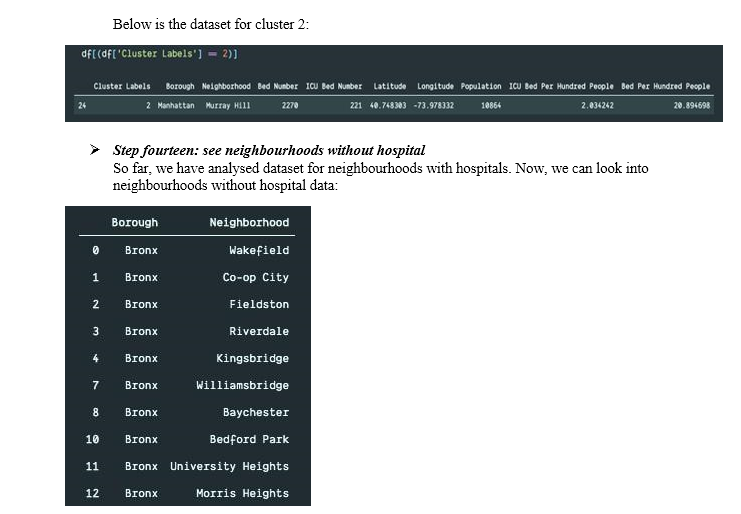 Below is the dataset for cluster 2:
df[(df['Cluster Labels'] == 2)]
Cluster Labels Borough Neighborhood Bed Number ICU Bed Number Latitude Longitude Population ICU Bed Per Hundred People Bed Per Hundred People
24 2 Manhattan Murray Hill 2270 221 40.748303 -73.978332 10864 2.034242 20.894698
➢ Step fourteen: see neighbourhoods without hospital
So far, we have analysed dataset for neighbourhoods with hospitals. Now, we can look into
neighbourhoods without hospital data:
Borough Neighborhood
0 Bronx Wakefield
1 Bronx Co-op City
2 Bronx Fieldston
3 Bronx Riverdale
4 Bronx Kingsbridge
7 Bronx Williamsbridge
8 Bronx Baychester
10 Bronx Bedford Park
11 Bronx University Heights
12 Bronx Morris Heights